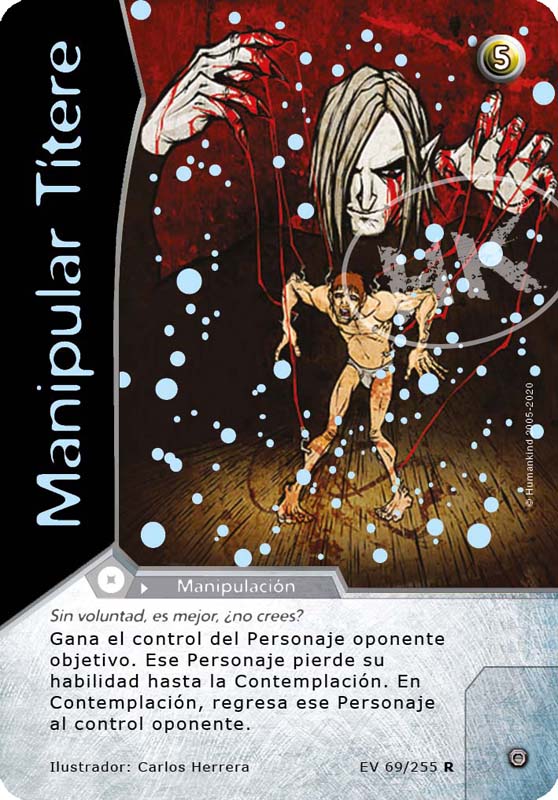 Manipular Títere
5
HK
© Humankind 2005-2020
Manipulación
Sin voluntad, es mejor, ¿no crees?
Gana el control del Personaje oponente
objetivo. Ese Personaje pierde su
habilidad hasta la Contemplación. En
Contemplación, regresa ese Personaje
al control oponente.
Ilustrador: Carlos Herrera
EV 69/255 R